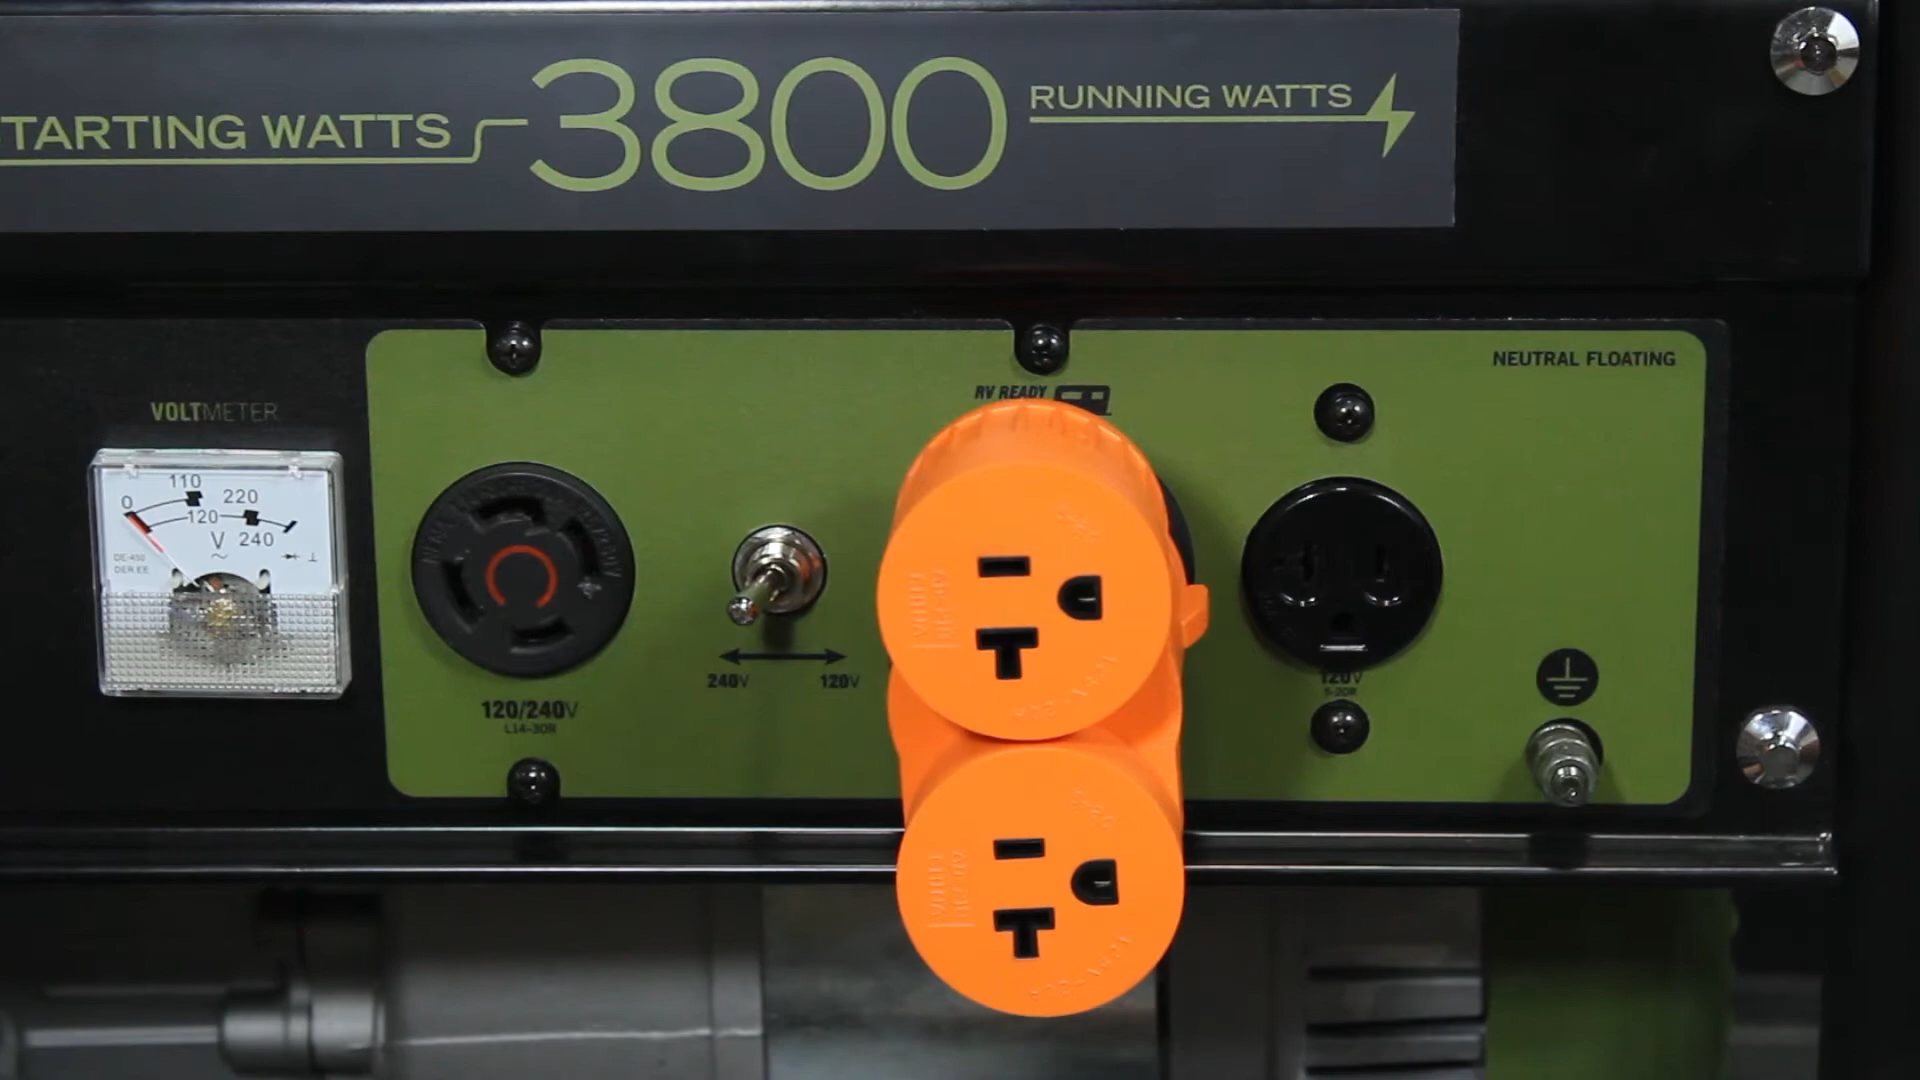 STARTING WATTS
3800
RUNNING WATTS
NEUTRAL FLOATING
RV READY
VOLTMETER
0
110
220
120
240
V
120/240V
L14-30R
240V
120V
120V
5-20R